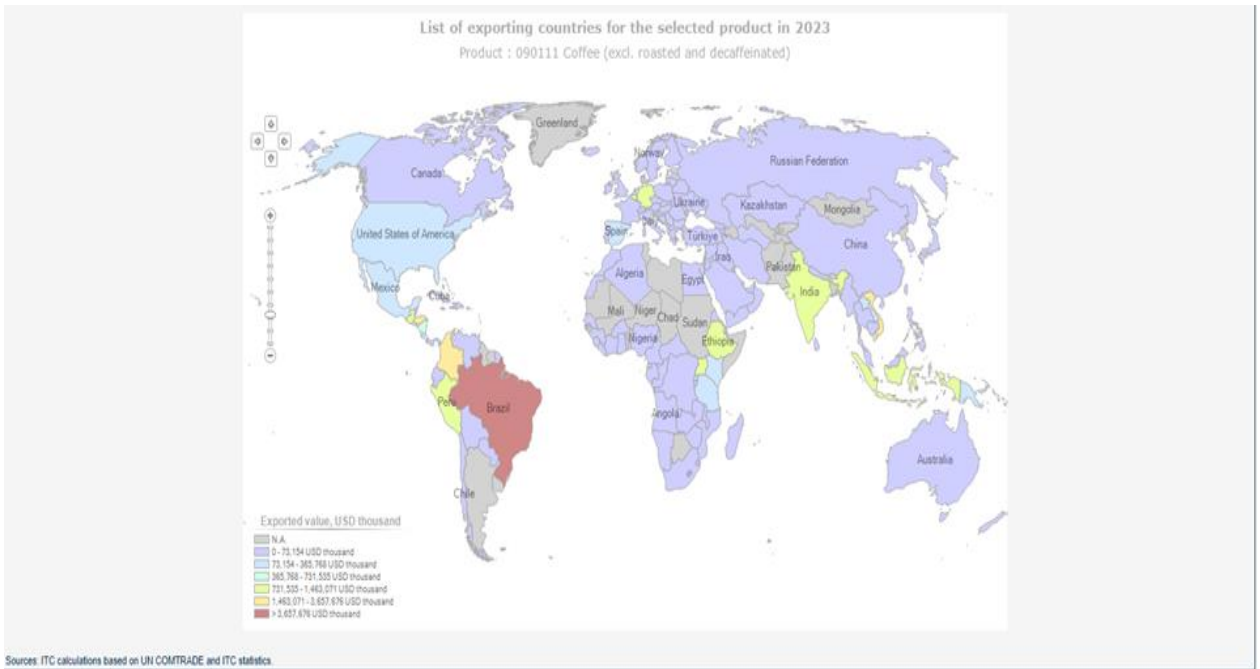 List of exporting countries for the selected product in 2023
Product : 090111 Coffee (excl. roasted and decaffeinated)
Greenland
Norway
Russian Federation
Canada
Ukraine
Kazakhstan
Mongolia
Spain
United States of America
Türkiye
China
Iraq
Pakistan
Algeria
Egypt
Mexico
India
Cuba
Mali
Niger
Chad
Sudan
Nigeria
Ethiopia
Peru
Brazil
Angola
Australia
Chile
Exported value, USD thousand
N.A.
0 - 73,154 USD thousand
73,154 - 365,768 USD thousand
365,768 - 731,535 USD thousand
731,535 - 1,463,071 USD thousand
1,463,071 - 3,657,676 USD thousand
> 3,657,676 USD thousand
Sources: ITC calculations based on UN COMTRADE and ITC statistics.